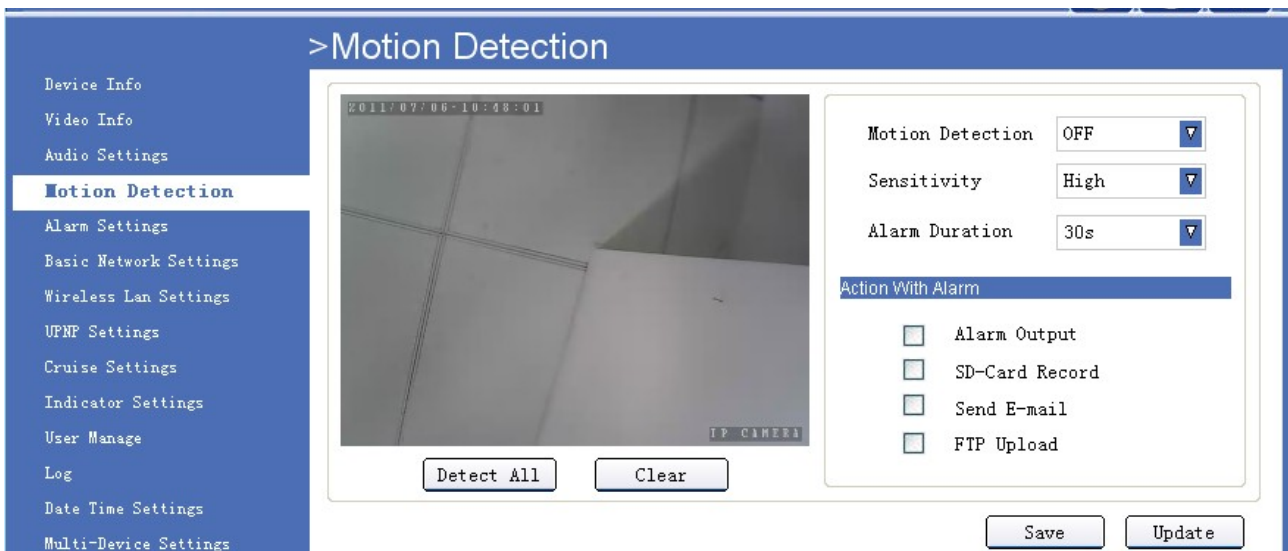 >Motion Detection
Device Info
Video Info
Audio Settings
Motion Detection
Alarm Settings
Basic Network Settings
Wireless Lan Settings
UPNP Settings
Cruise Settings
Indicator Settings
User Manage
Log
Date Time Settings
Multi-Device Settings
2011/07/06-10:48:01
IP CAMERA
Detect All
Clear
Motion Detection OFF
Sensitivity High
Alarm Duration 30s
Action With Alarm
Alarm Output
SD-Card Record
Send E-mail
FTP Upload
Save
Update